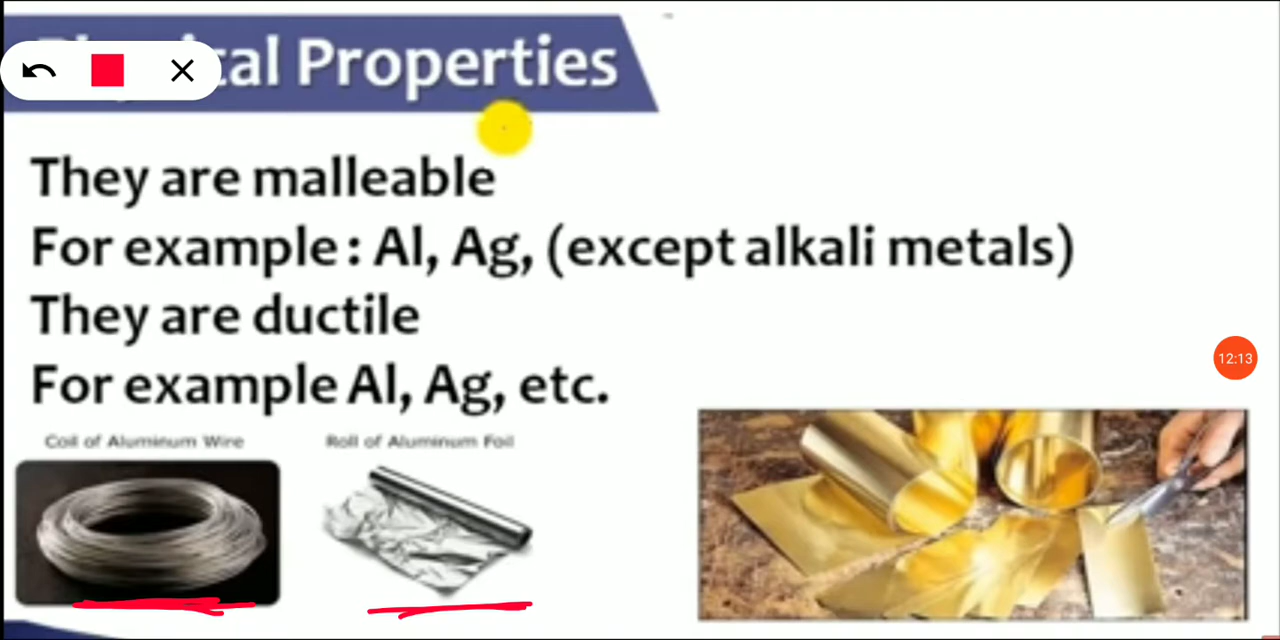 Properties
They are malleable
For example : Al, Ag, (except alkali metals)
They are ductile
For example Al, Ag, etc.
Coil of Aluminum Wire
Roll of Aluminum Foil
12:13